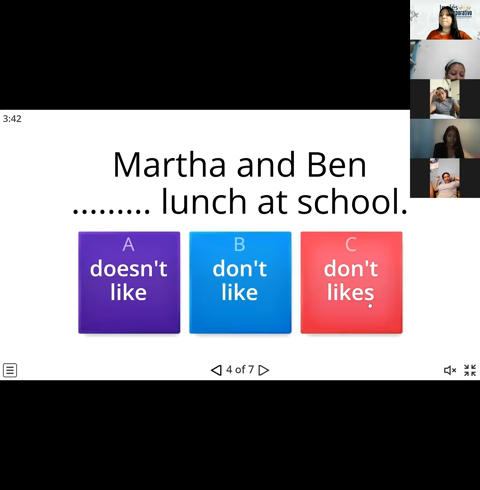 3:42
Martha and Ben
......... lunch at school.
A
doesn't
like
B
don't
like
C
don't
likes
4 of 7